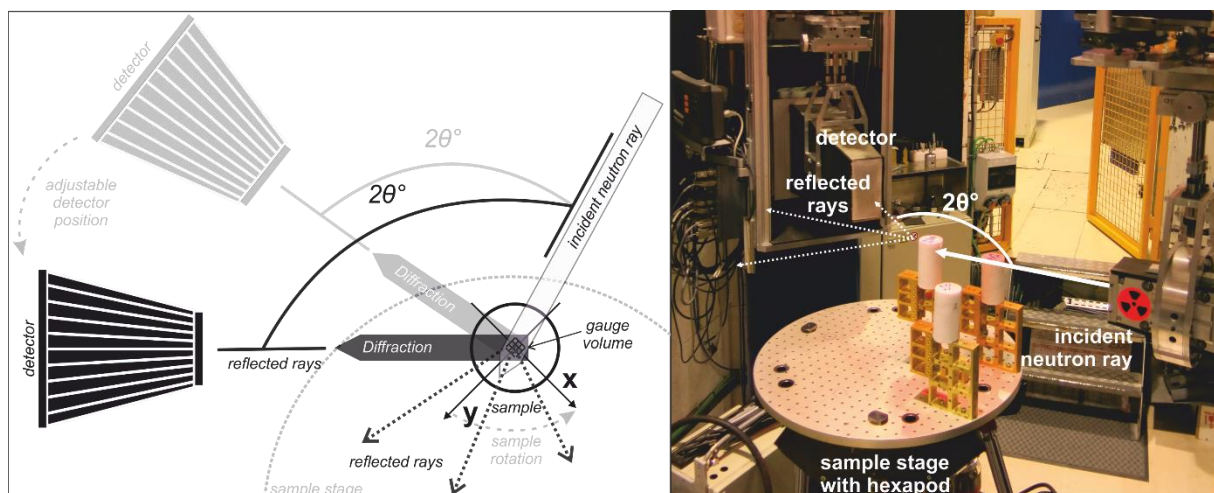 detector
adjustable
detector
position
2θ°
2θ°
incident neutron ray
Diffraction
detector
reflected rays
Diffraction
gauge
volume
x
y
sample
sample
rotation
reflected rays
sample stage
detector
reflected
rays
2θ°
incident
neutron ray
sample stage
with hexapod